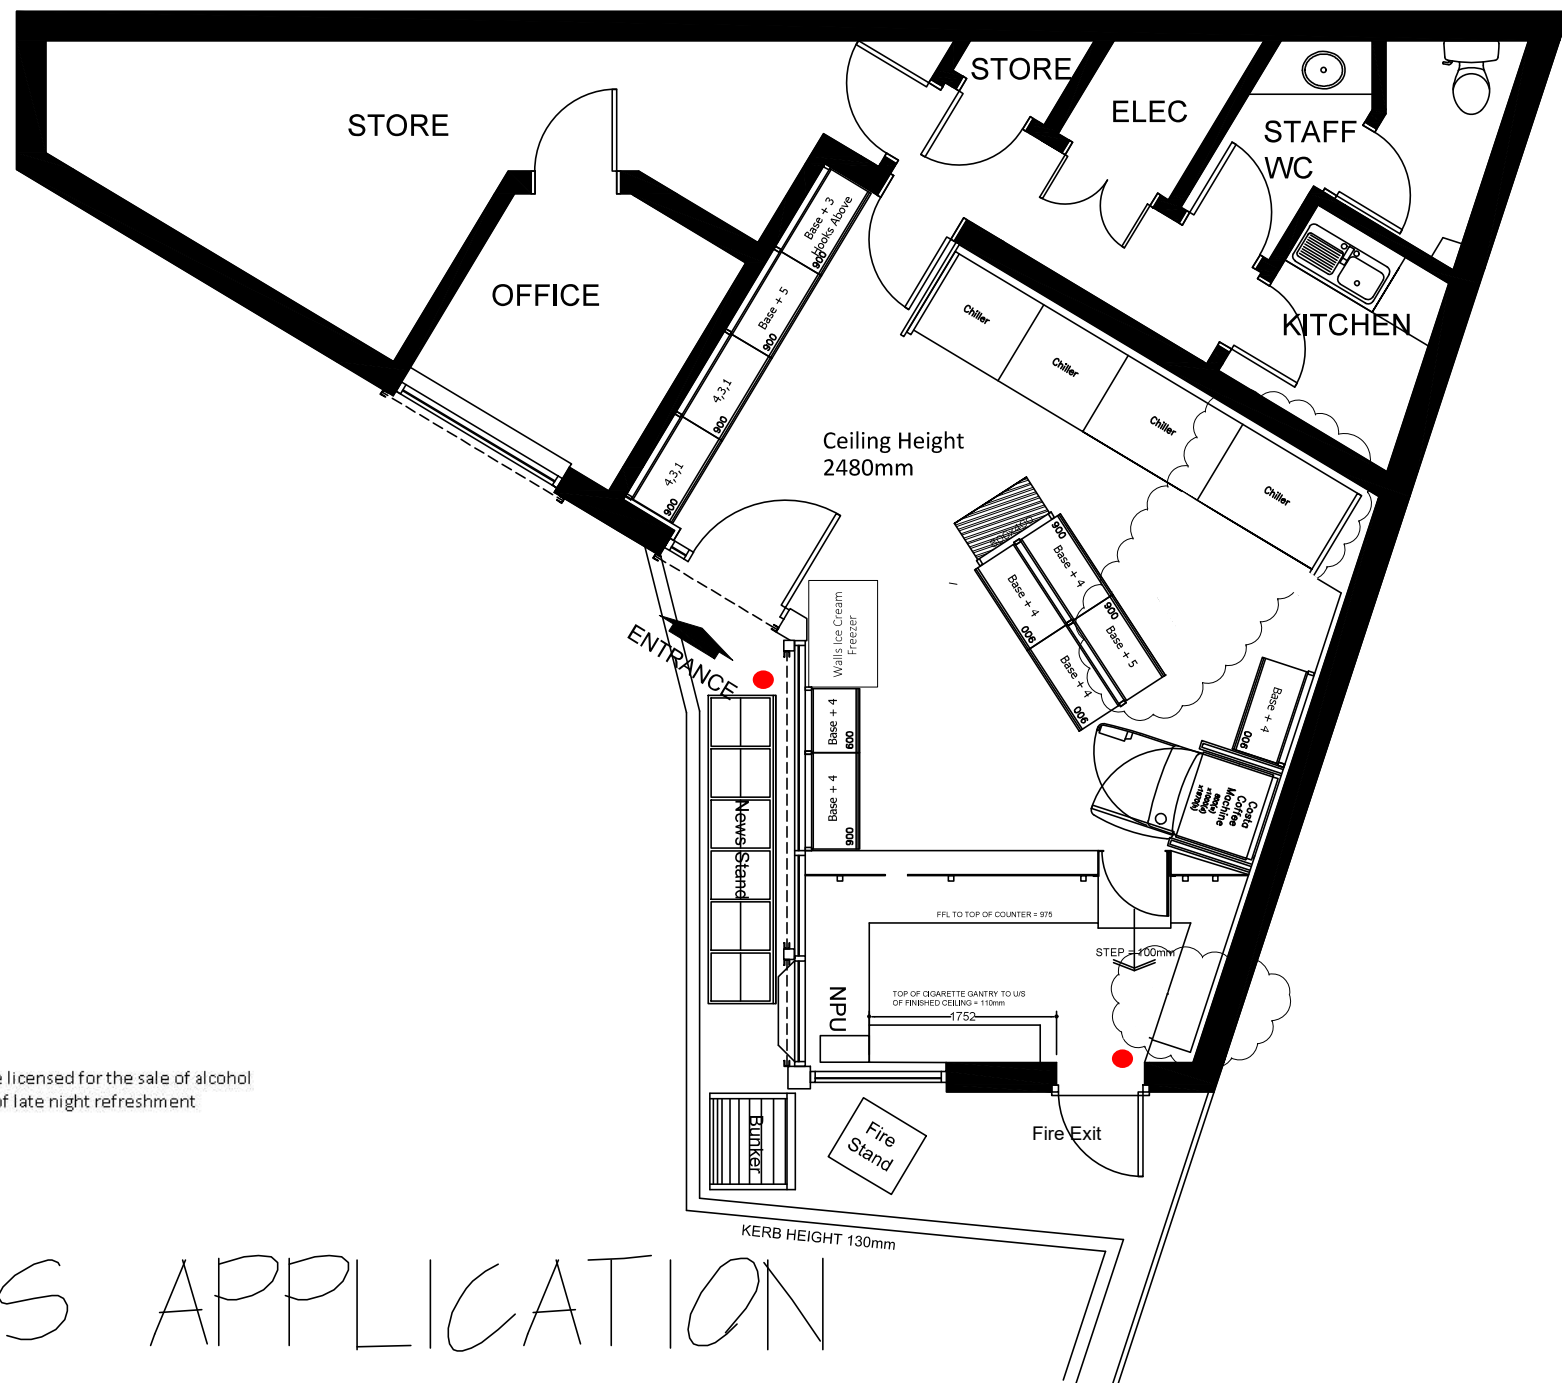 STORE
STORE
ELEC
STAFF
WC
OFFICE
KITCHEN
Base + 3
Hooks Above
900
Base + 5
900
4,3,1
900
4,3,1
900
Chiller
Chiller
Chiller
Chiller
Ceiling Height
2480mm
900
Base + 4
Base + 4
900
900
Base + 5
Base + 4
900
ENTRANCE
Walls Ice Cream
Freezer
Base + 4
600
Base + 4
900
Base + 4
900
Costa
Coffee
Machine
News Stand
FFL TO TOP OF COUNTER = 975
STEP = 100mm
NPU
TOP OF CIGARETTE GANTRY TO U/S
OF FINISHED CEILING = 110mm
1752
Fire Exit
Bunker
Fire
Stand
KERB HEIGHT 130mm
e licensed for the sale of alcohol
of late night refreshment
S APPLICATION